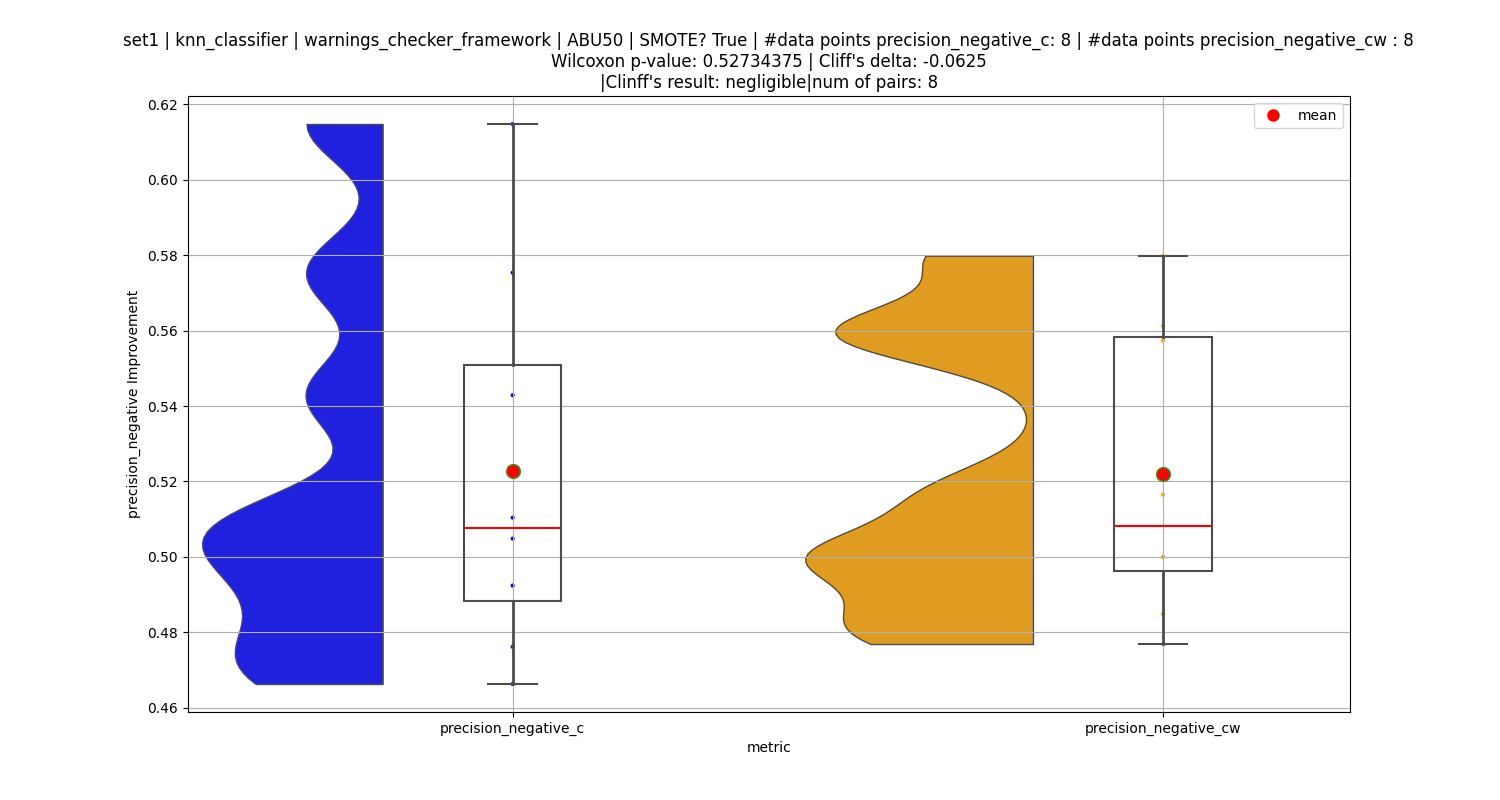 set1 | knn_classifier | warnings_checker_framework | ABU50 | SMOTE? True | #data points precision_negative_c: 8 | #data points precision_negative_cw : 8
Wilcoxon p-value: 0.52734375 | Cliff's delta: -0.0625
|Clinff's result: negligible|num of pairs: 8
mean
0.62
0.60
0.58
0.56
0.54
0.52
0.50
0.48
0.46
precision_negative Improvement
precision_negative_c
precision_negative_cw
metric